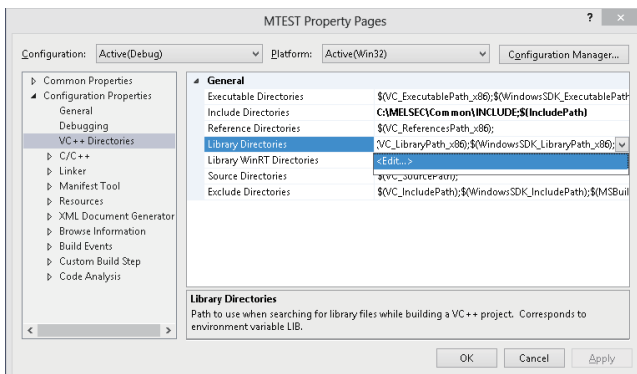 MTEST Property Pages
? ×
Configuration: Active(Debug) Platform: Active(Win32) Configuration Manager...
Common Properties
Configuration Properties
General
Debugging
VC++ Directories
C/C++
Linker
Manifest Tool
Resources
XML Document Generator
Browse Information
Build Events
Custom Build Step
Code Analysis
General
Executable Directories $(VC_ExecutablePath_x86);$(WindowsSDK_ExecutablePath
Include Directories C:\MELSEC\Common\INCLUDE;$(IncludePath)
Reference Directories $(VC_ReferencesPath_x86);
Library Directories (VC_LibraryPath_x86);$(WindowsSDK_LibraryPath_x86);
Library WinRT Directories <Edit...>
Source Directories $(VC_SourcePath);
Exclude Directories $(VC_IncludePath);$(WindowsSDK_IncludePath);$(MSBuil
Library Directories
Path to use when searching for library files while building a VC++ project. Corresponds to
environment variable LIB.
OK Cancel Apply